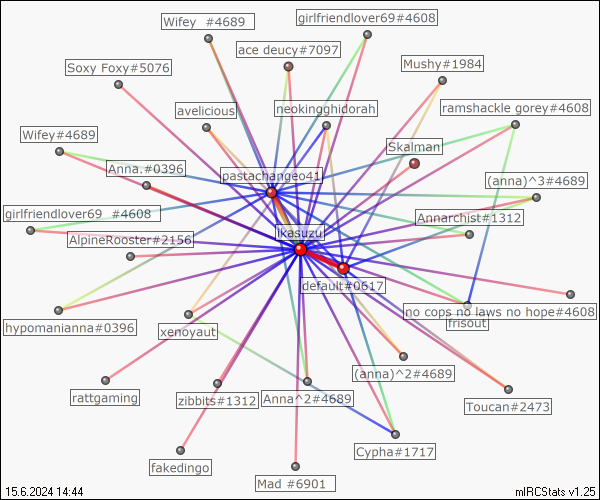 Wifey  #4689
girlfriendlover69#4608
ace deucy#7097
Soxy Foxy#5076
Mushy#1984
avelicious
neokingghidorah
ramshackle gorey#4608
Wifey#4689
Skalman
Anna.#0396
pastachangeo41
(anna)^3#4689
girlfriendlover69  #4608
Annarchist#1312
ikasuzu
AlpineRooster#2156
default#0617
no cops no laws no hope#4608
frisout
hypomanianna#0396
xenoyaut
(anna)^2#4689
rattgaming
zibbits#1312
Anna^2#4689
Toucan#2473
Cypha#1717
fakedingo
Mad #6901
15.6.2024 14:44
mIRCStats v1.25